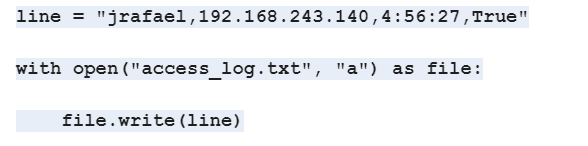 line = "jrafael,192.168.243.140,4:56:27,True"
with open("access_log.txt", "a") as file:
    file.write(line)